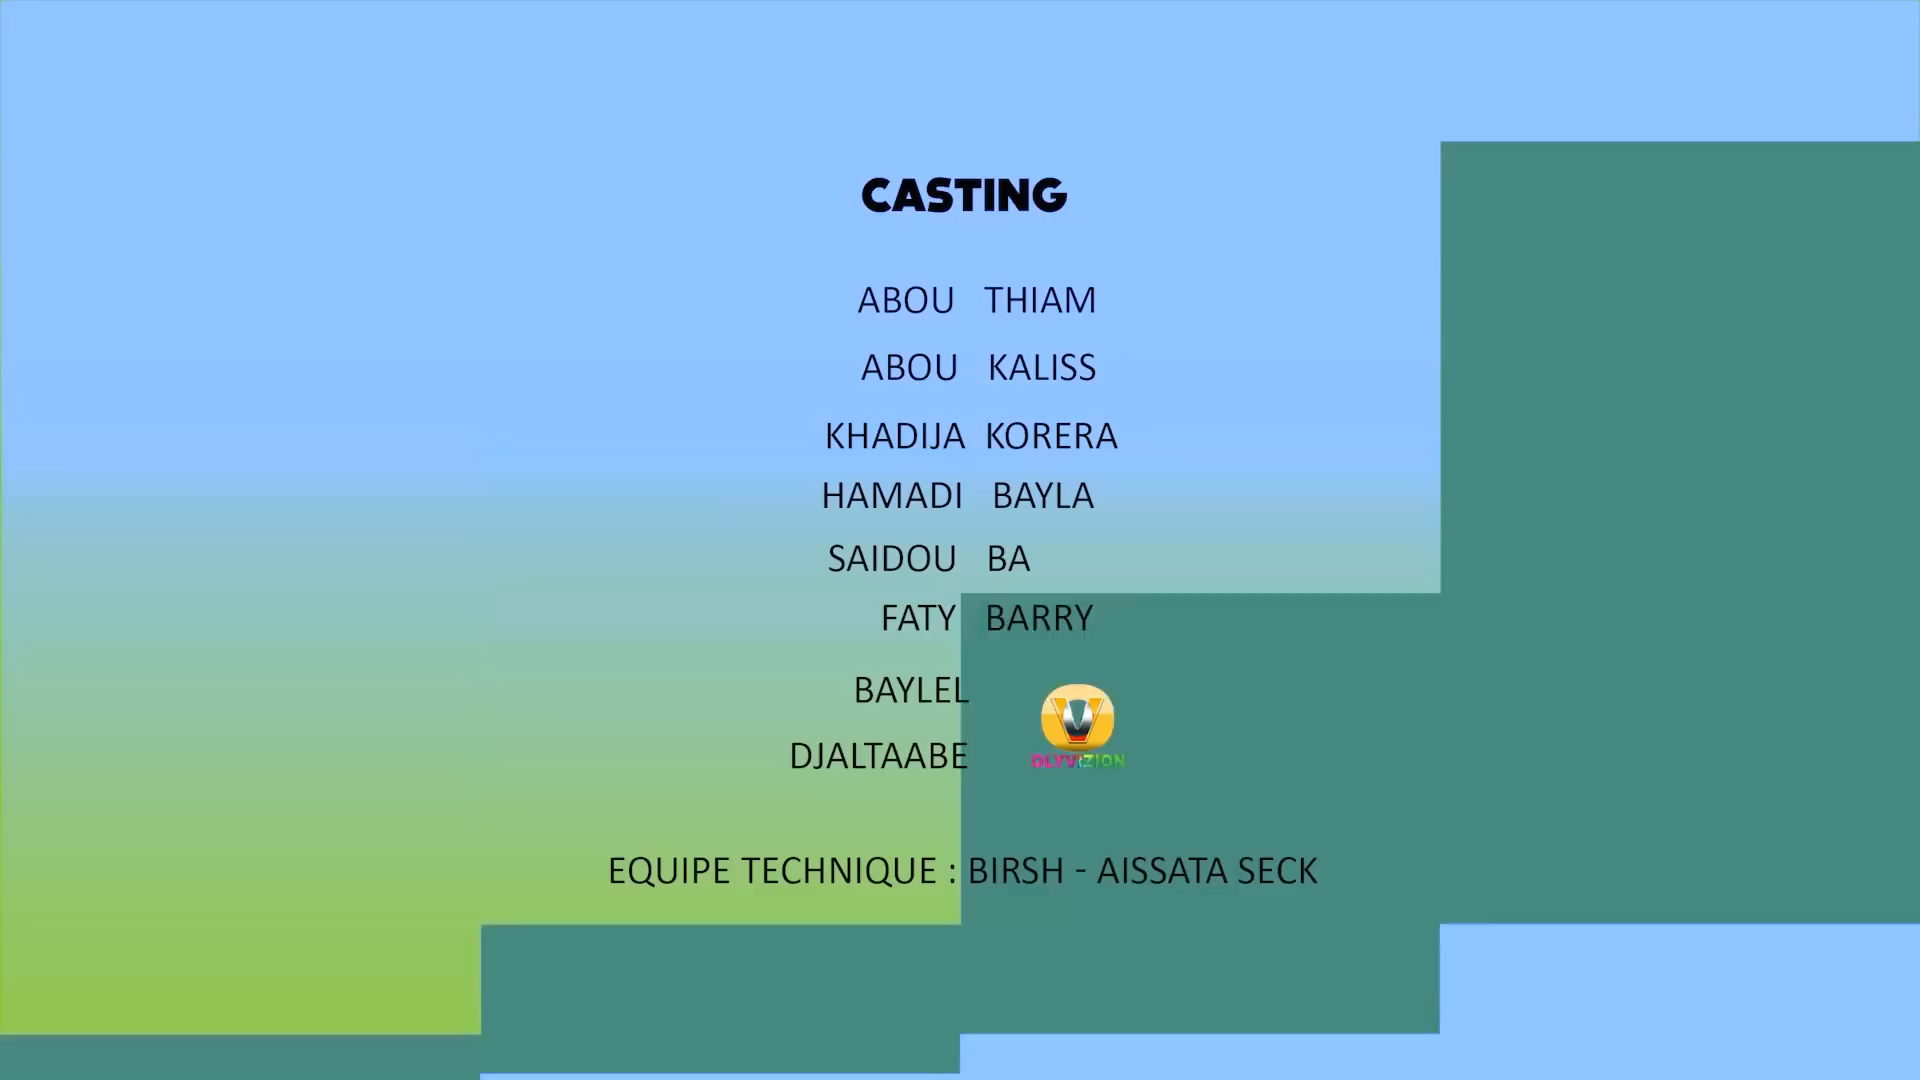 CASTING
ABOU THIAM
ABOU KALISS
KHADIJA KORERA
HAMADI BAYLA
SAIDOU BA
FATY BARRY
BAYLEL
DJALTAABE
DLYVIZION
EQUIPE TECHNIQUE : BIRSH - AISSATA SECK